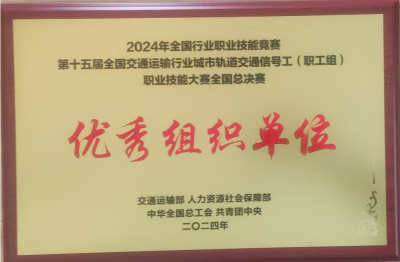 2024年全国行业职业技能竞赛
第十五届全国交通运输行业城市轨道交通信号工（职工组）
职业技能大赛全国总决赛
优秀组织单位
交通运输部 人力资源社会保障部
中华全国总工会 共青团中央
二〇二四年